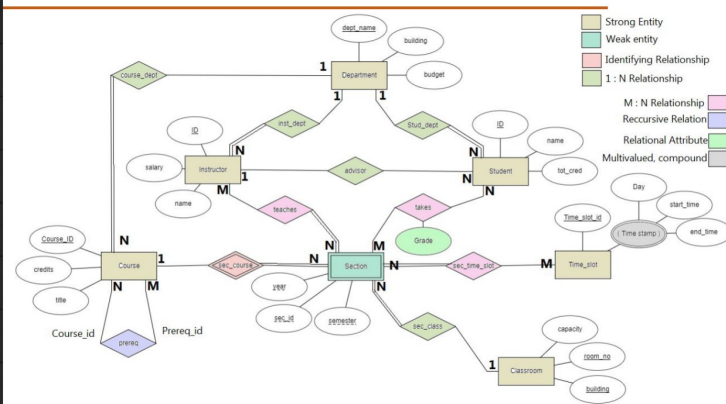 dept_name
building
budget
Department
course_dept
1
1
1
Strong Entity
Weak entity
Identifying Relationship
1 : N Relationship
M : N Relationship
Reccursive Relation
Relational Attribute
Multivalued, compound
ID
salary
name
Instructor
inst_dept
N
1
M
Stud_dept
N
ID
name
tot_cred
Student
N
N
advisor
teaches
takes
Grade
Day
start_time
end_time
( Time stamp )
Time_slot_id
Time_slot
Course_ID
credits
title
Course
N
1
N
M
sec_course
N
N
M
Section
N
N
sec_time_slot
M
year
sec_id
semester
Course_id
Prereq_id
prereq
sec_class
capacity
room_no
building
1
Classroom